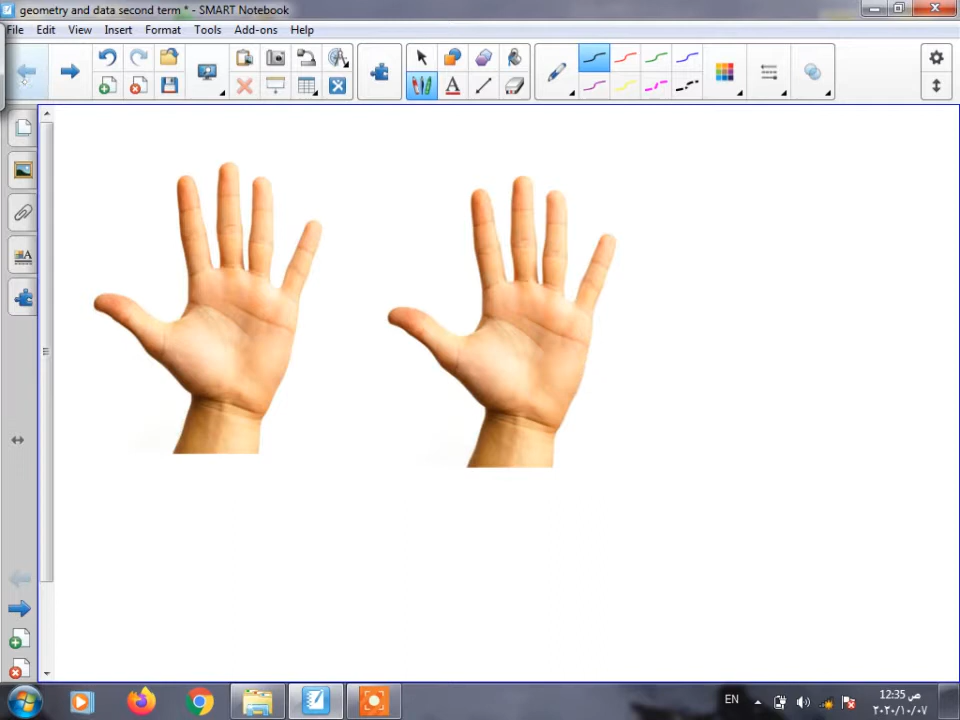 geometry and data second term * - SMART Notebook
File Edit View Insert Format Tools Add-ons Help
EN
12:35 ص
٢٠٢٠/١٠/٠٧